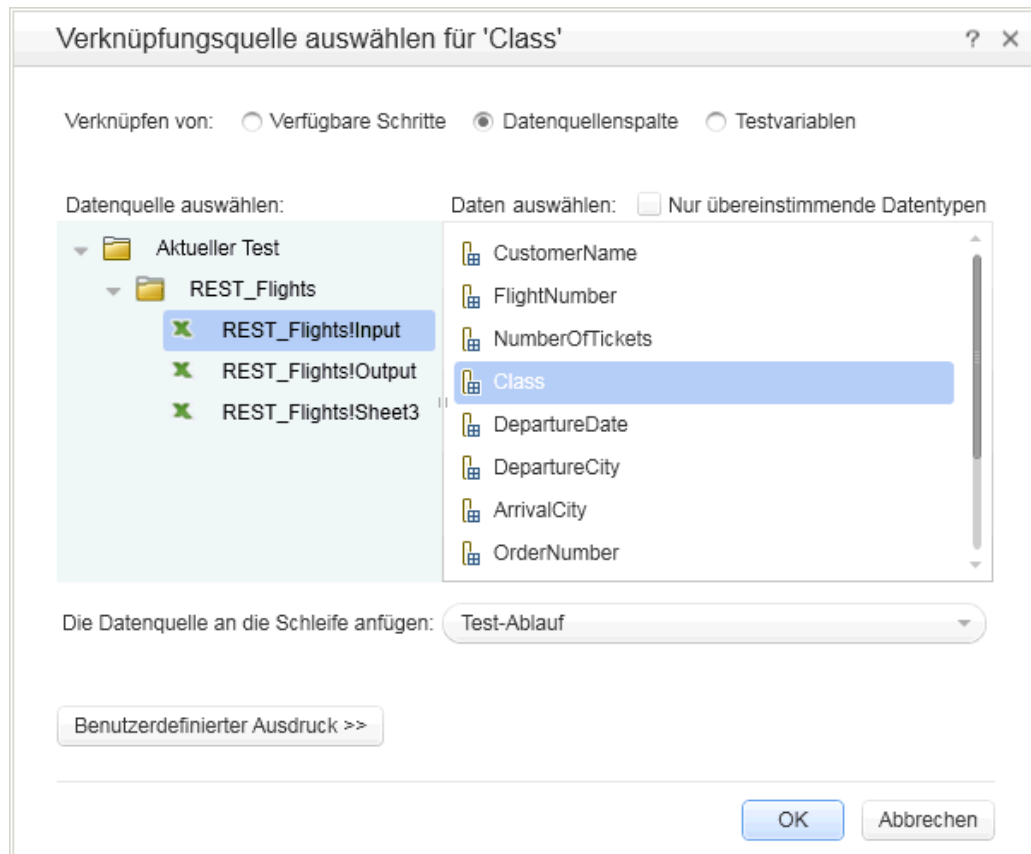 Verknüpfungsquelle auswählen für 'Class' ?
Verknüpfen von: Verfügbare Schritte Datenquellenspalte Testvariablen
Datenquelle auswählen:
Aktueller Test
REST_Flights
REST_Flights!Input
REST_Flights!Output
REST_Flights!Sheet3
Daten auswählen: Nur übereinstimmende Datentypen
CustomerName
FlightNumber
NumberOfTickets
Class
DepartureDate
DepartureCity
ArrivalCity
OrderNumber
Die Datenquelle an die Schleife anfügen: Test-Ablauf
Benutzerdefinierter Ausdruck >>
OK Abbrechen